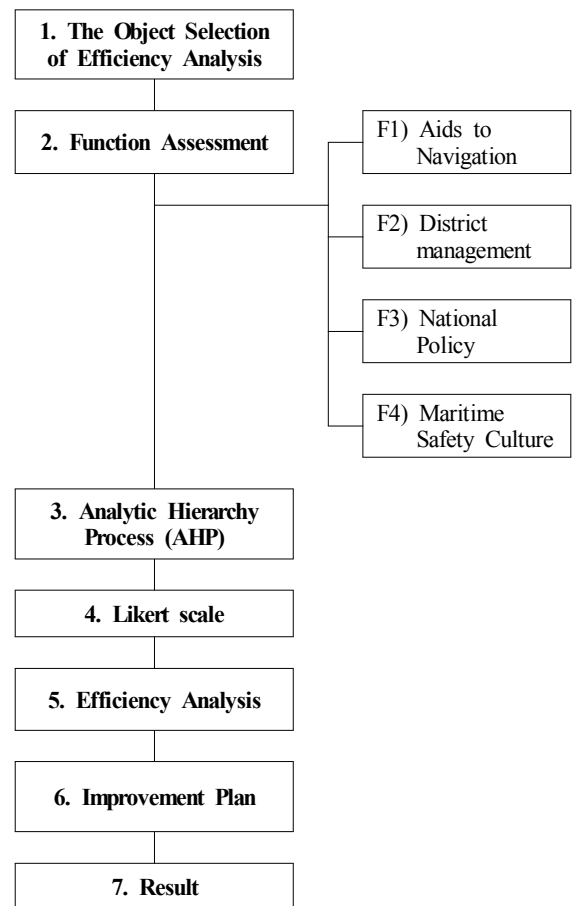 1. The Object Selection
of Efficiency Analysis
2. Function Assessment
F1) Aids to
Navigation
F2) District
management
F3) National
Policy
F4) Maritime
Safety Culture
3. Analytic Hierarchy
Process (AHP)
4. Likert scale
5. Efficiency Analysis
6. Improvement Plan
7. Result